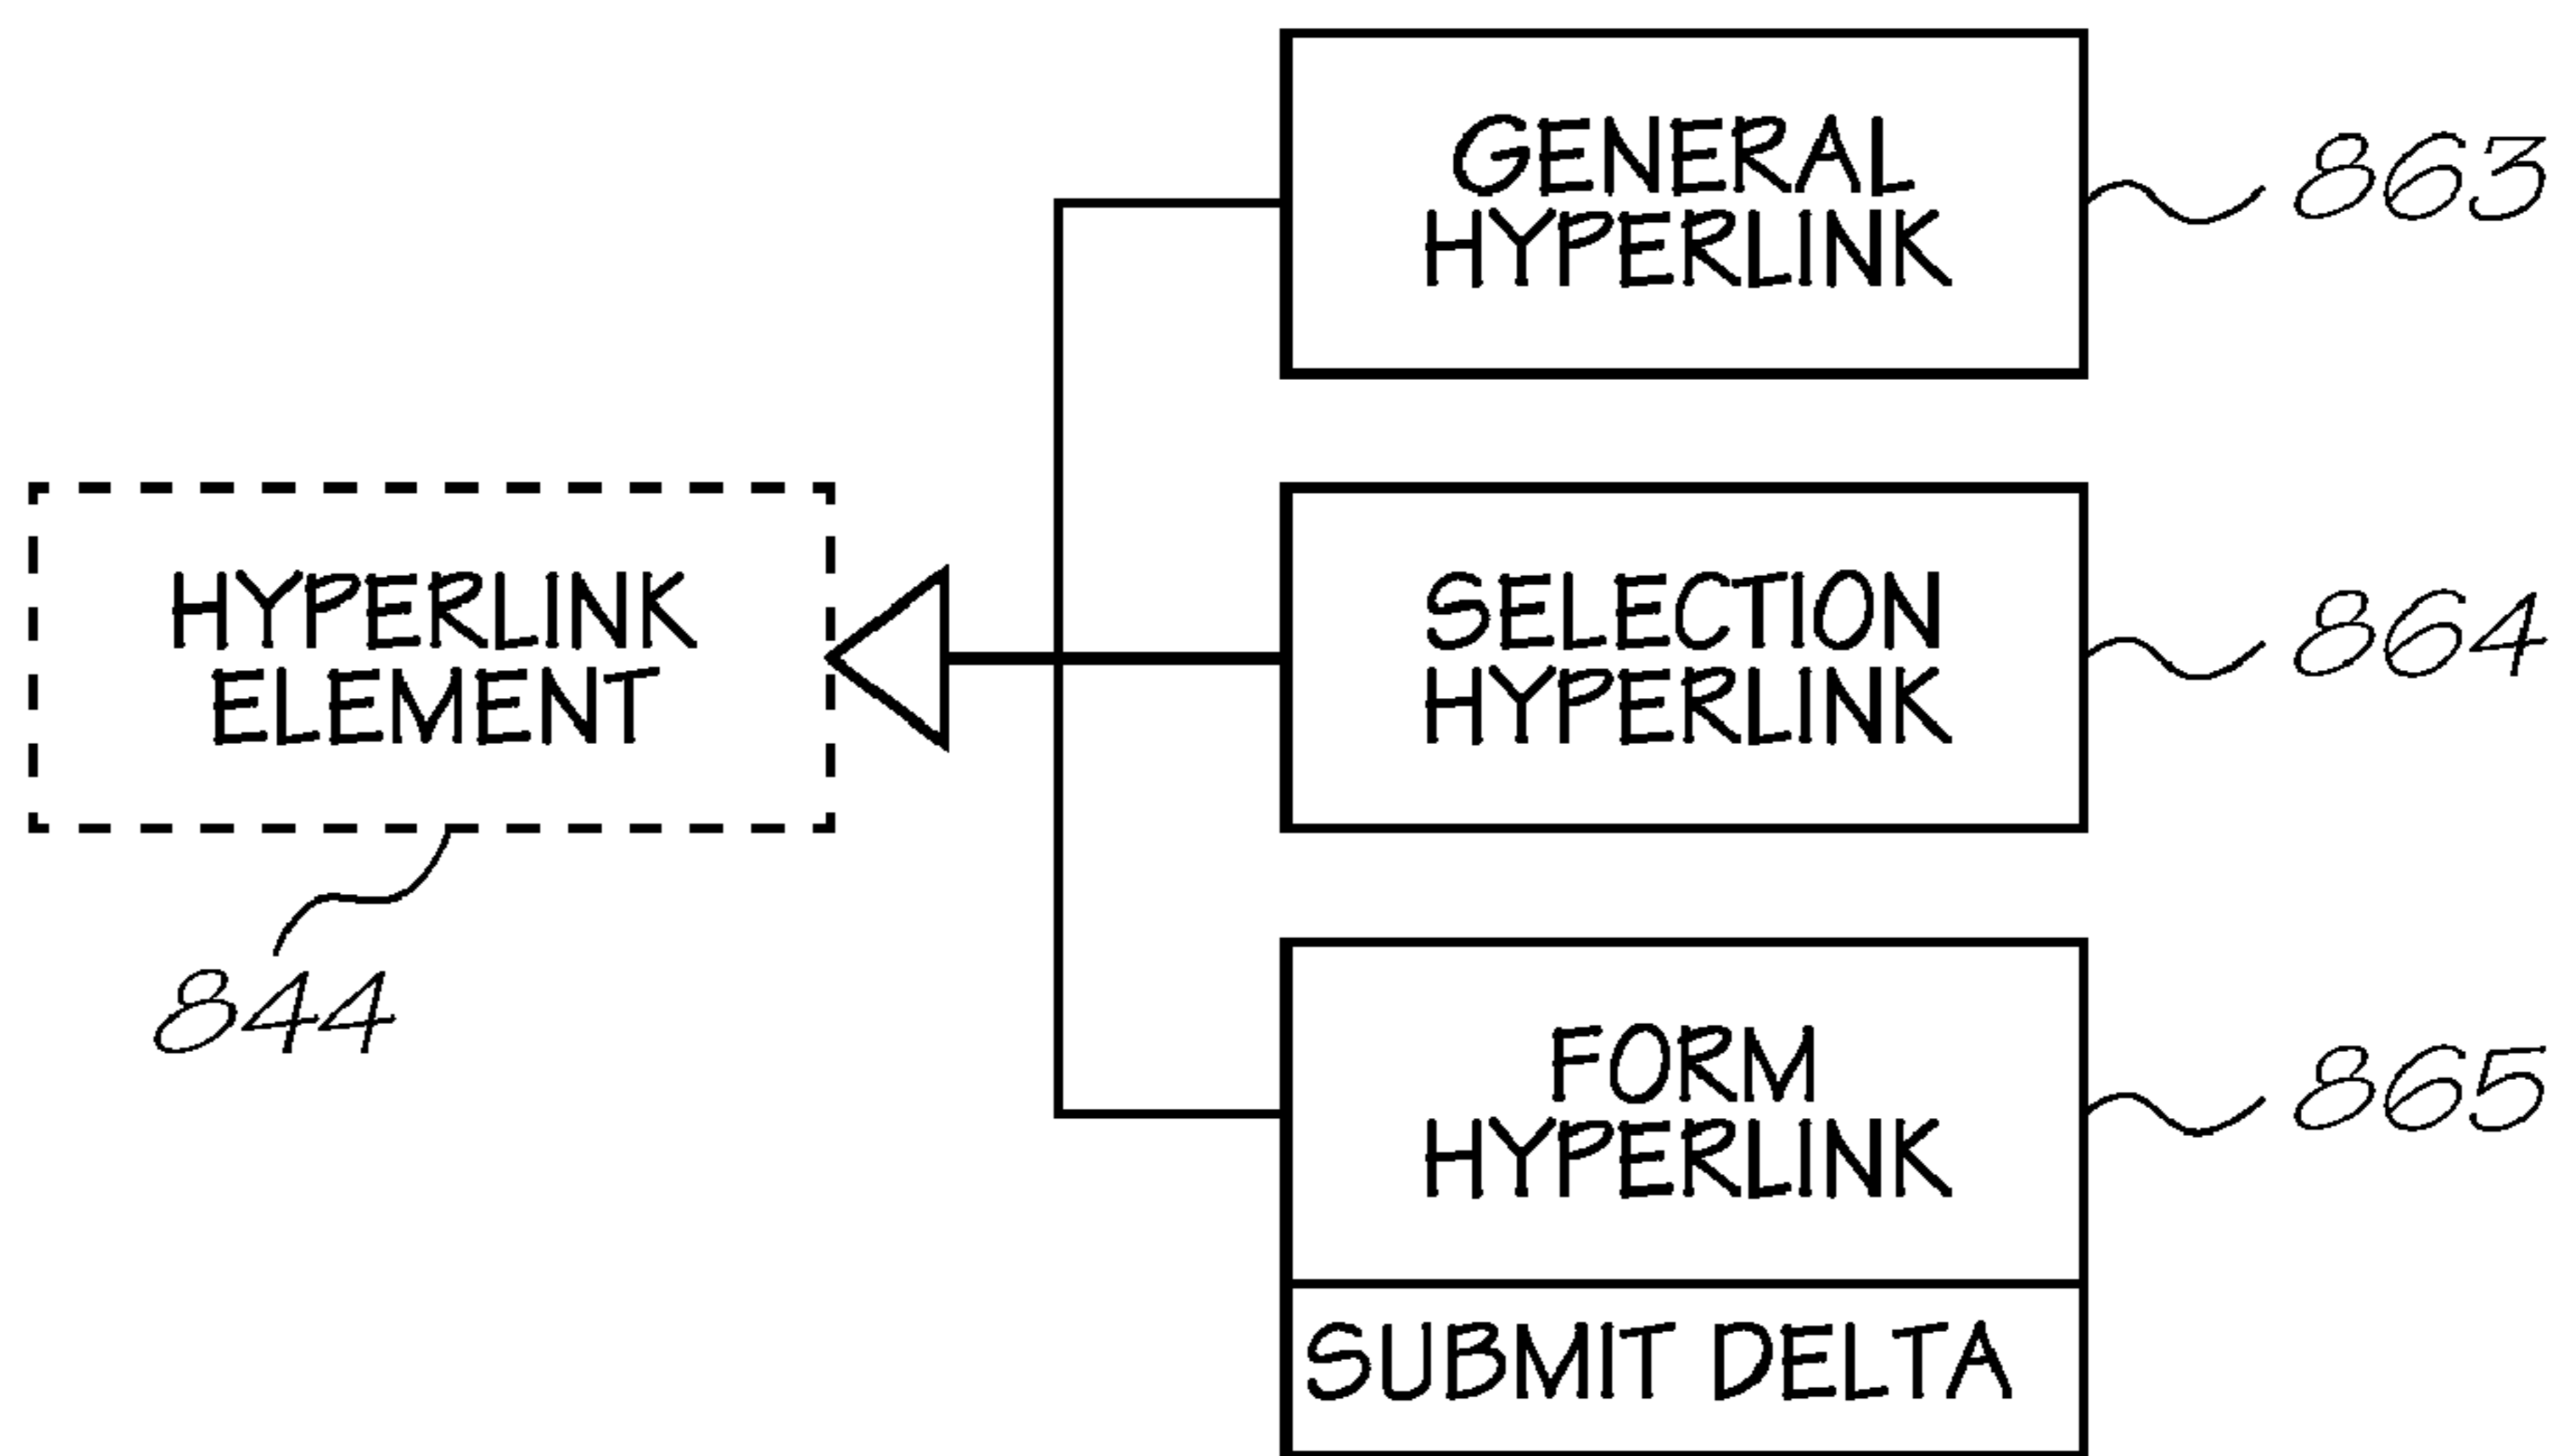 GENERAL
HYPERLINK
863
HYPERLINK
ELEMENT
844
SELECTION
HYPERLINK
864
FORM
HYPERLINK
865
SUBMIT DELTA